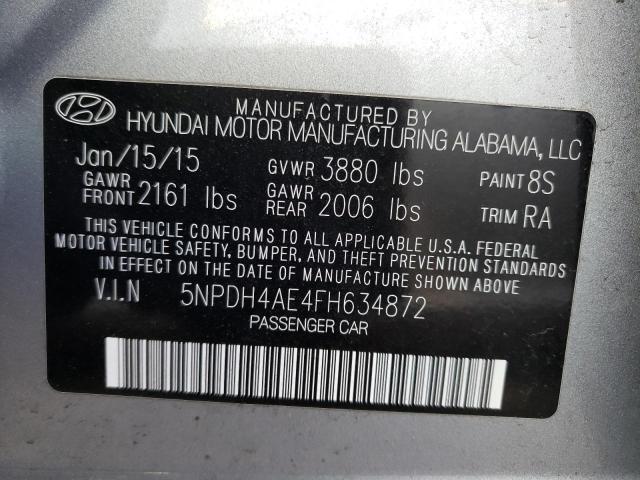 MANUFACTURED BY
HYUNDAI MOTOR MANUFACTURING ALABAMA, LLC
Jan/15/15 GVWR 3880 lbs PAINT 8S
GAWR FRONT 2161 lbs GAWR REAR 2006 lbs TRIM RA
THIS VEHICLE CONFORMS TO ALL APPLICABLE U.S.A. FEDERAL
MOTOR VEHICLE SAFETY, BUMPER, AND THEFT PREVENTION STANDARDS
IN EFFECT ON THE DATE OF MANUFACTURE SHOWN ABOVE.
V.I.N 5NPDH4AE4FH634872
PASSENGER CAR